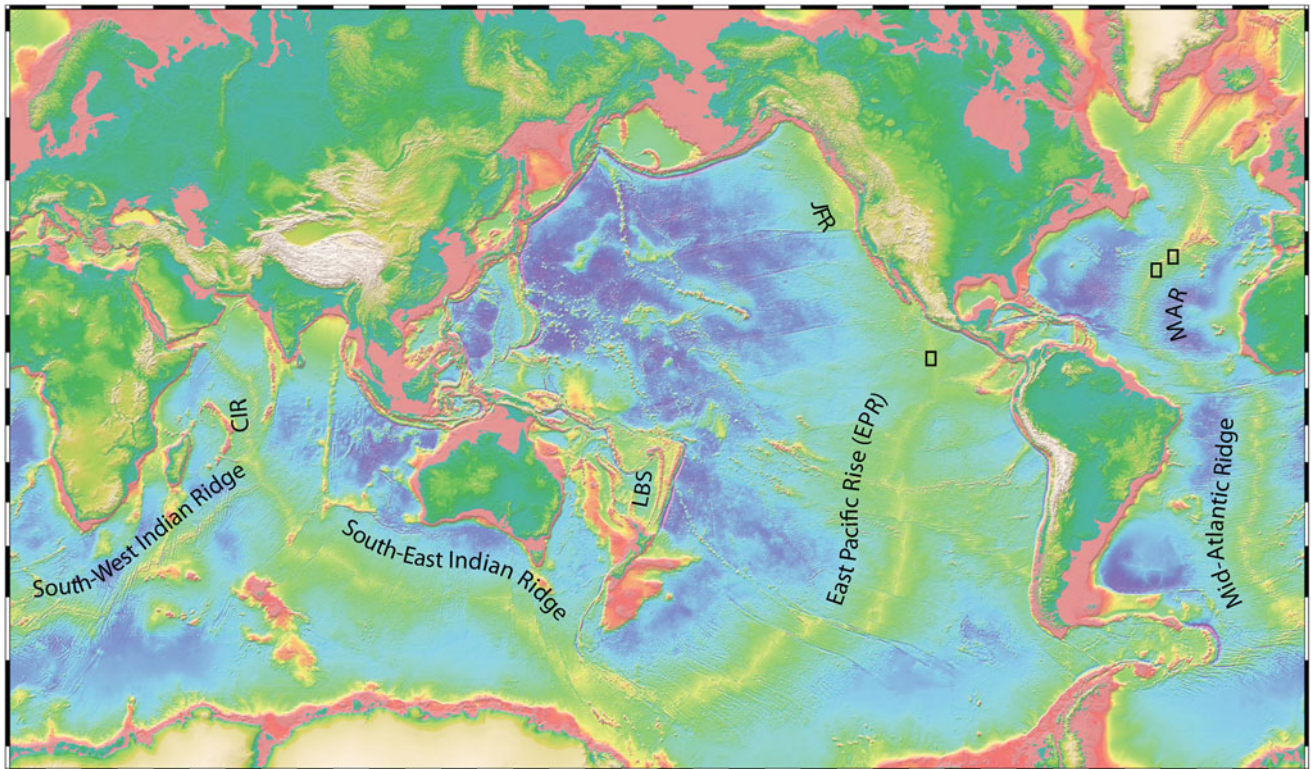 JFR
MAR
CIR
East Pacific Rise (EPR)
LBS
Mid-Atlantic Ridge
South-West Indian Ridge
South-East Indian Ridge